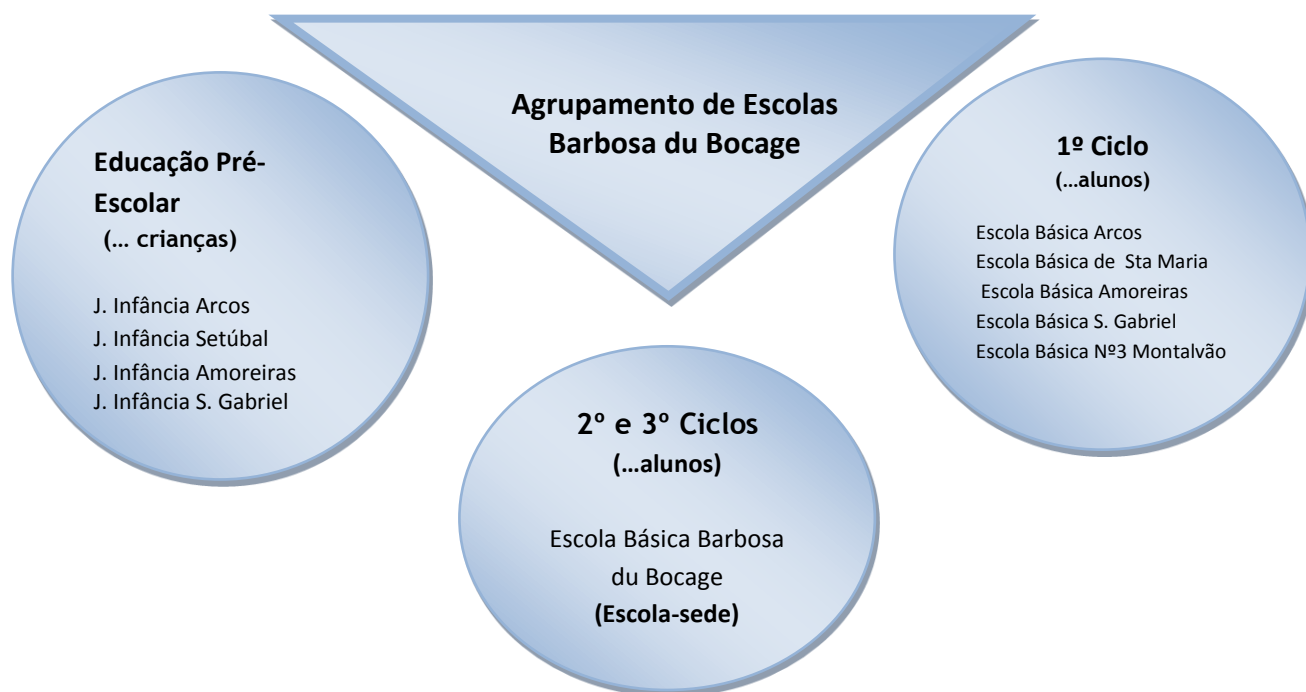 Agrupamento de Escolas
Barbosa du Bocage
Educação Pré-
Escolar
(... crianças)
J. Infância Arcos
J. Infância Setúbal
J. Infância Amoreiras
J. Infância S. Gabriel
1º Ciclo
(...alunos)
Escola Básica Arcos
Escola Básica de Sta Maria
Escola Básica Amoreiras
Escola Básica S. Gabriel
Escola Básica Nº3 Montalvão
2º e 3º Ciclos
(...alunos)
Escola Básica Barbosa
du Bocage
(Escola-sede)